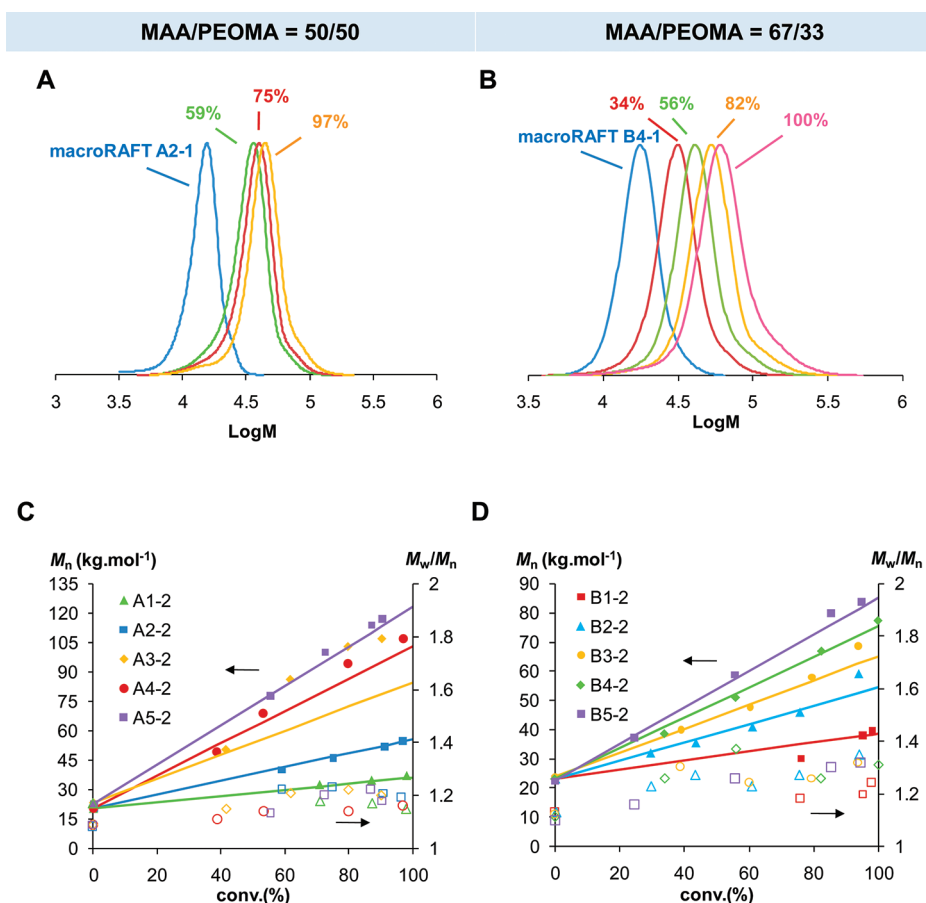 MAA/PEOMA = 50/50
MAA/PEOMA = 67/33
A
59%
75%
97%
macroRAFT A2-1
3
3.5
4
4.5
5
5.5
6
LogM
B
34%
56%
82%
100%
macroRAFT B4-1
3.5
4
4.5
5
5.5
6
LogM
C
Mn (kg.mol-1)
Mw/Mn
135
120
105
90
75
60
45
30
15
0
2
1.8
1.6
1.4
1.2
1
A1-2
A2-2
A3-2
A4-2
A5-2
0
20
40
60
80
100
conv.(%)
D
Mn (kg.mol-1)
Mw/Mn
90
80
70
60
50
40
30
20
10
0
2
1.8
1.6
1.4
1.2
1
B1-2
B2-2
B3-2
B4-2
B5-2
0
20
40
60
80
100
conv.(%)